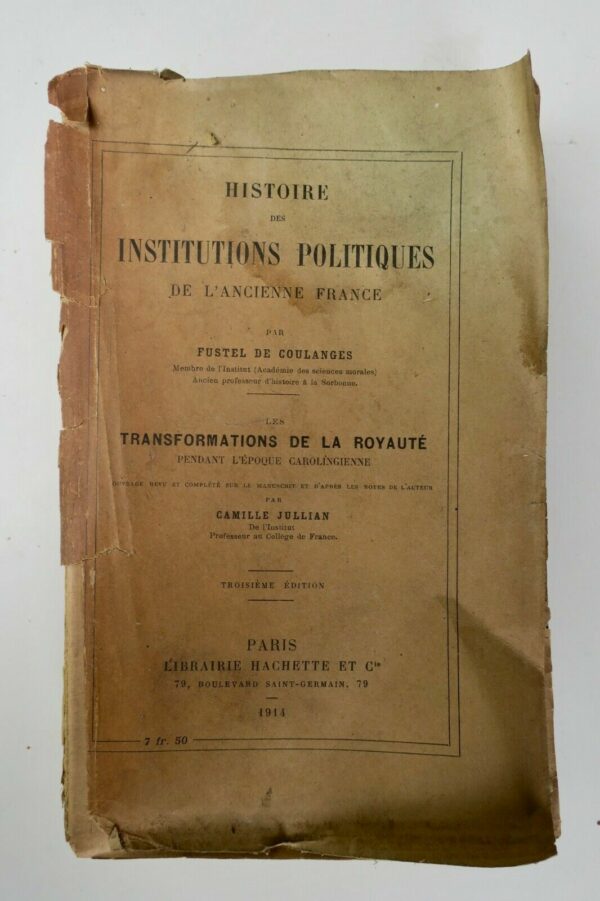 HISTOIRE
DES
INSTITUTIONS POLITIQUES
DE L'ANCIENNE FRANCE
PAR
FUSTEL DE COULANGES
Membre de l'Institut (Académie des sciences morales)
Ancien professeur d'histoire à la Sorbonne.
LES
TRANSFORMATIONS DE LA ROYAUTÉ
PENDANT L'ÉPOQUE CAROLINGIENNE
OUVRAGE REVU ET COMPLÉTÉ SUR LE MANUSCRIT ET D'APRÈS LES NOTES DE L'AUTEUR
PAR
CAMILLE JULLIAN
De l'Institut
Professeur au Collège de France.
TROISIÈME ÉDITION
PARIS
LIBRAIRIE HACHETTE ET Cie
79, BOULEVARD SAINT-GERMAIN, 79
1914
7 fr. 50